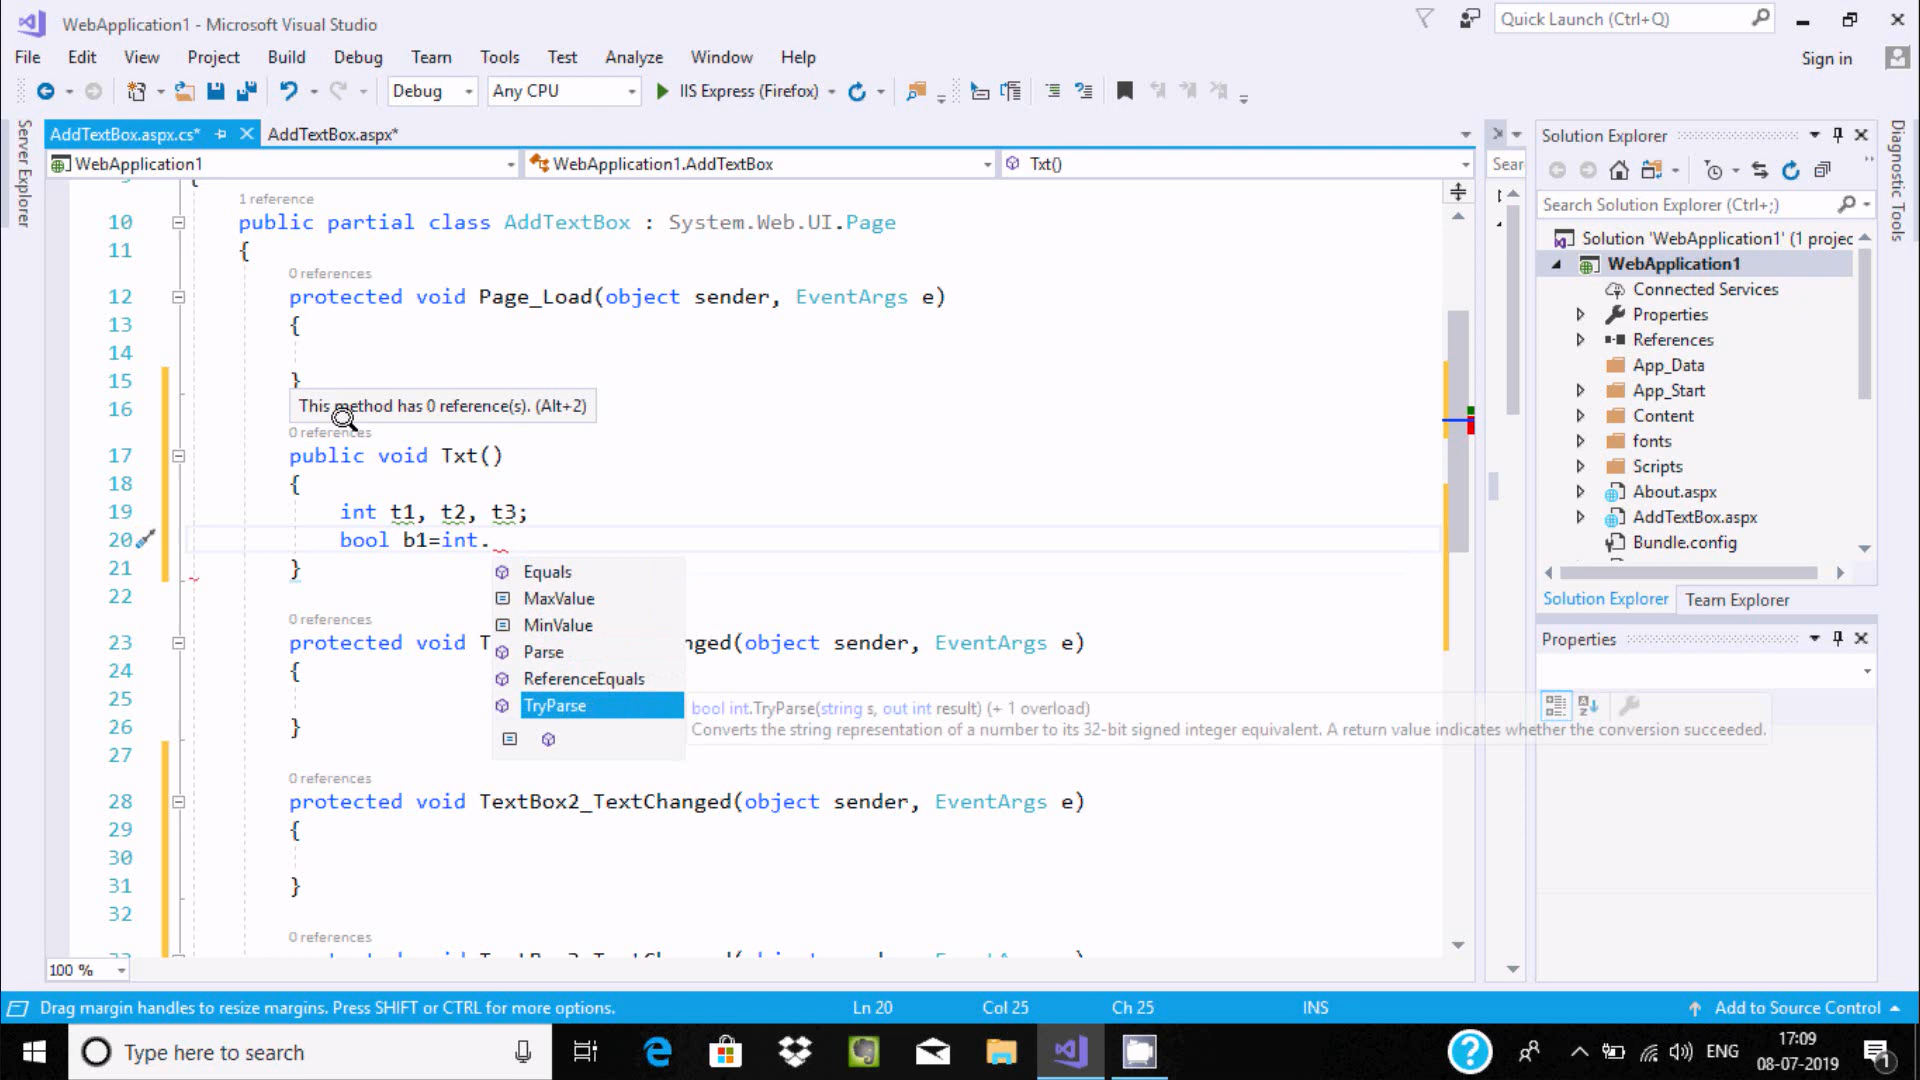 WebApplication1 - Microsoft Visual Studio
Quick Launch (Ctrl+Q)
File Edit View Project Build Debug Team Tools Test Analyze Window Help
Sign in
Debug Any CPU IIS Express (Firefox)
AddTextBox.aspx.cs* AddTextBox.aspx*
WebApplication1 WebApplication1.AddTextBox Txt()
Sear
Server Explorer
Diagnostic Tools
{
1 reference
10 public partial class AddTextBox : System.Web.UI.Page
11 {
0 references
12 protected void Page_Load(object sender, EventArgs e)
13 {
14
15 }
16
This method has 0 reference(s). (Alt+2)
0 references
17 public void Txt()
18 {
19 int t1, t2, t3;
20 bool b1=int.
21 }
22
0 references
23 protected void T nged(object sender, EventArgs e)
24 {
25
26 }
27
0 references
28 protected void TextBox2_TextChanged(object sender, EventArgs e)
29 {
30
31 }
32
0 references
Equals
MaxValue
MinValue
Parse
ReferenceEquals
TryParse
bool int.TryParse(string s, out int result) (+ 1 overload)
Converts the string representation of a number to its 32-bit signed integer equivalent. A return value indicates whether the conversion succeeded.
100 %
Solution Explorer
Search Solution Explorer (Ctrl+;)
Solution 'WebApplication1' (1 projec
WebApplication1
Connected Services
Properties
References
App_Data
App_Start
Content
fonts
Scripts
About.aspx
AddTextBox.aspx
Bundle.config
Solution Explorer Team Explorer
Properties
Drag margin handles to resize margins. Press SHIFT or CTRL for more options.
Ln 20 Col 25 Ch 25 INS
Add to Source Control
Type here to search
ENG
17:09
08-07-2019
1